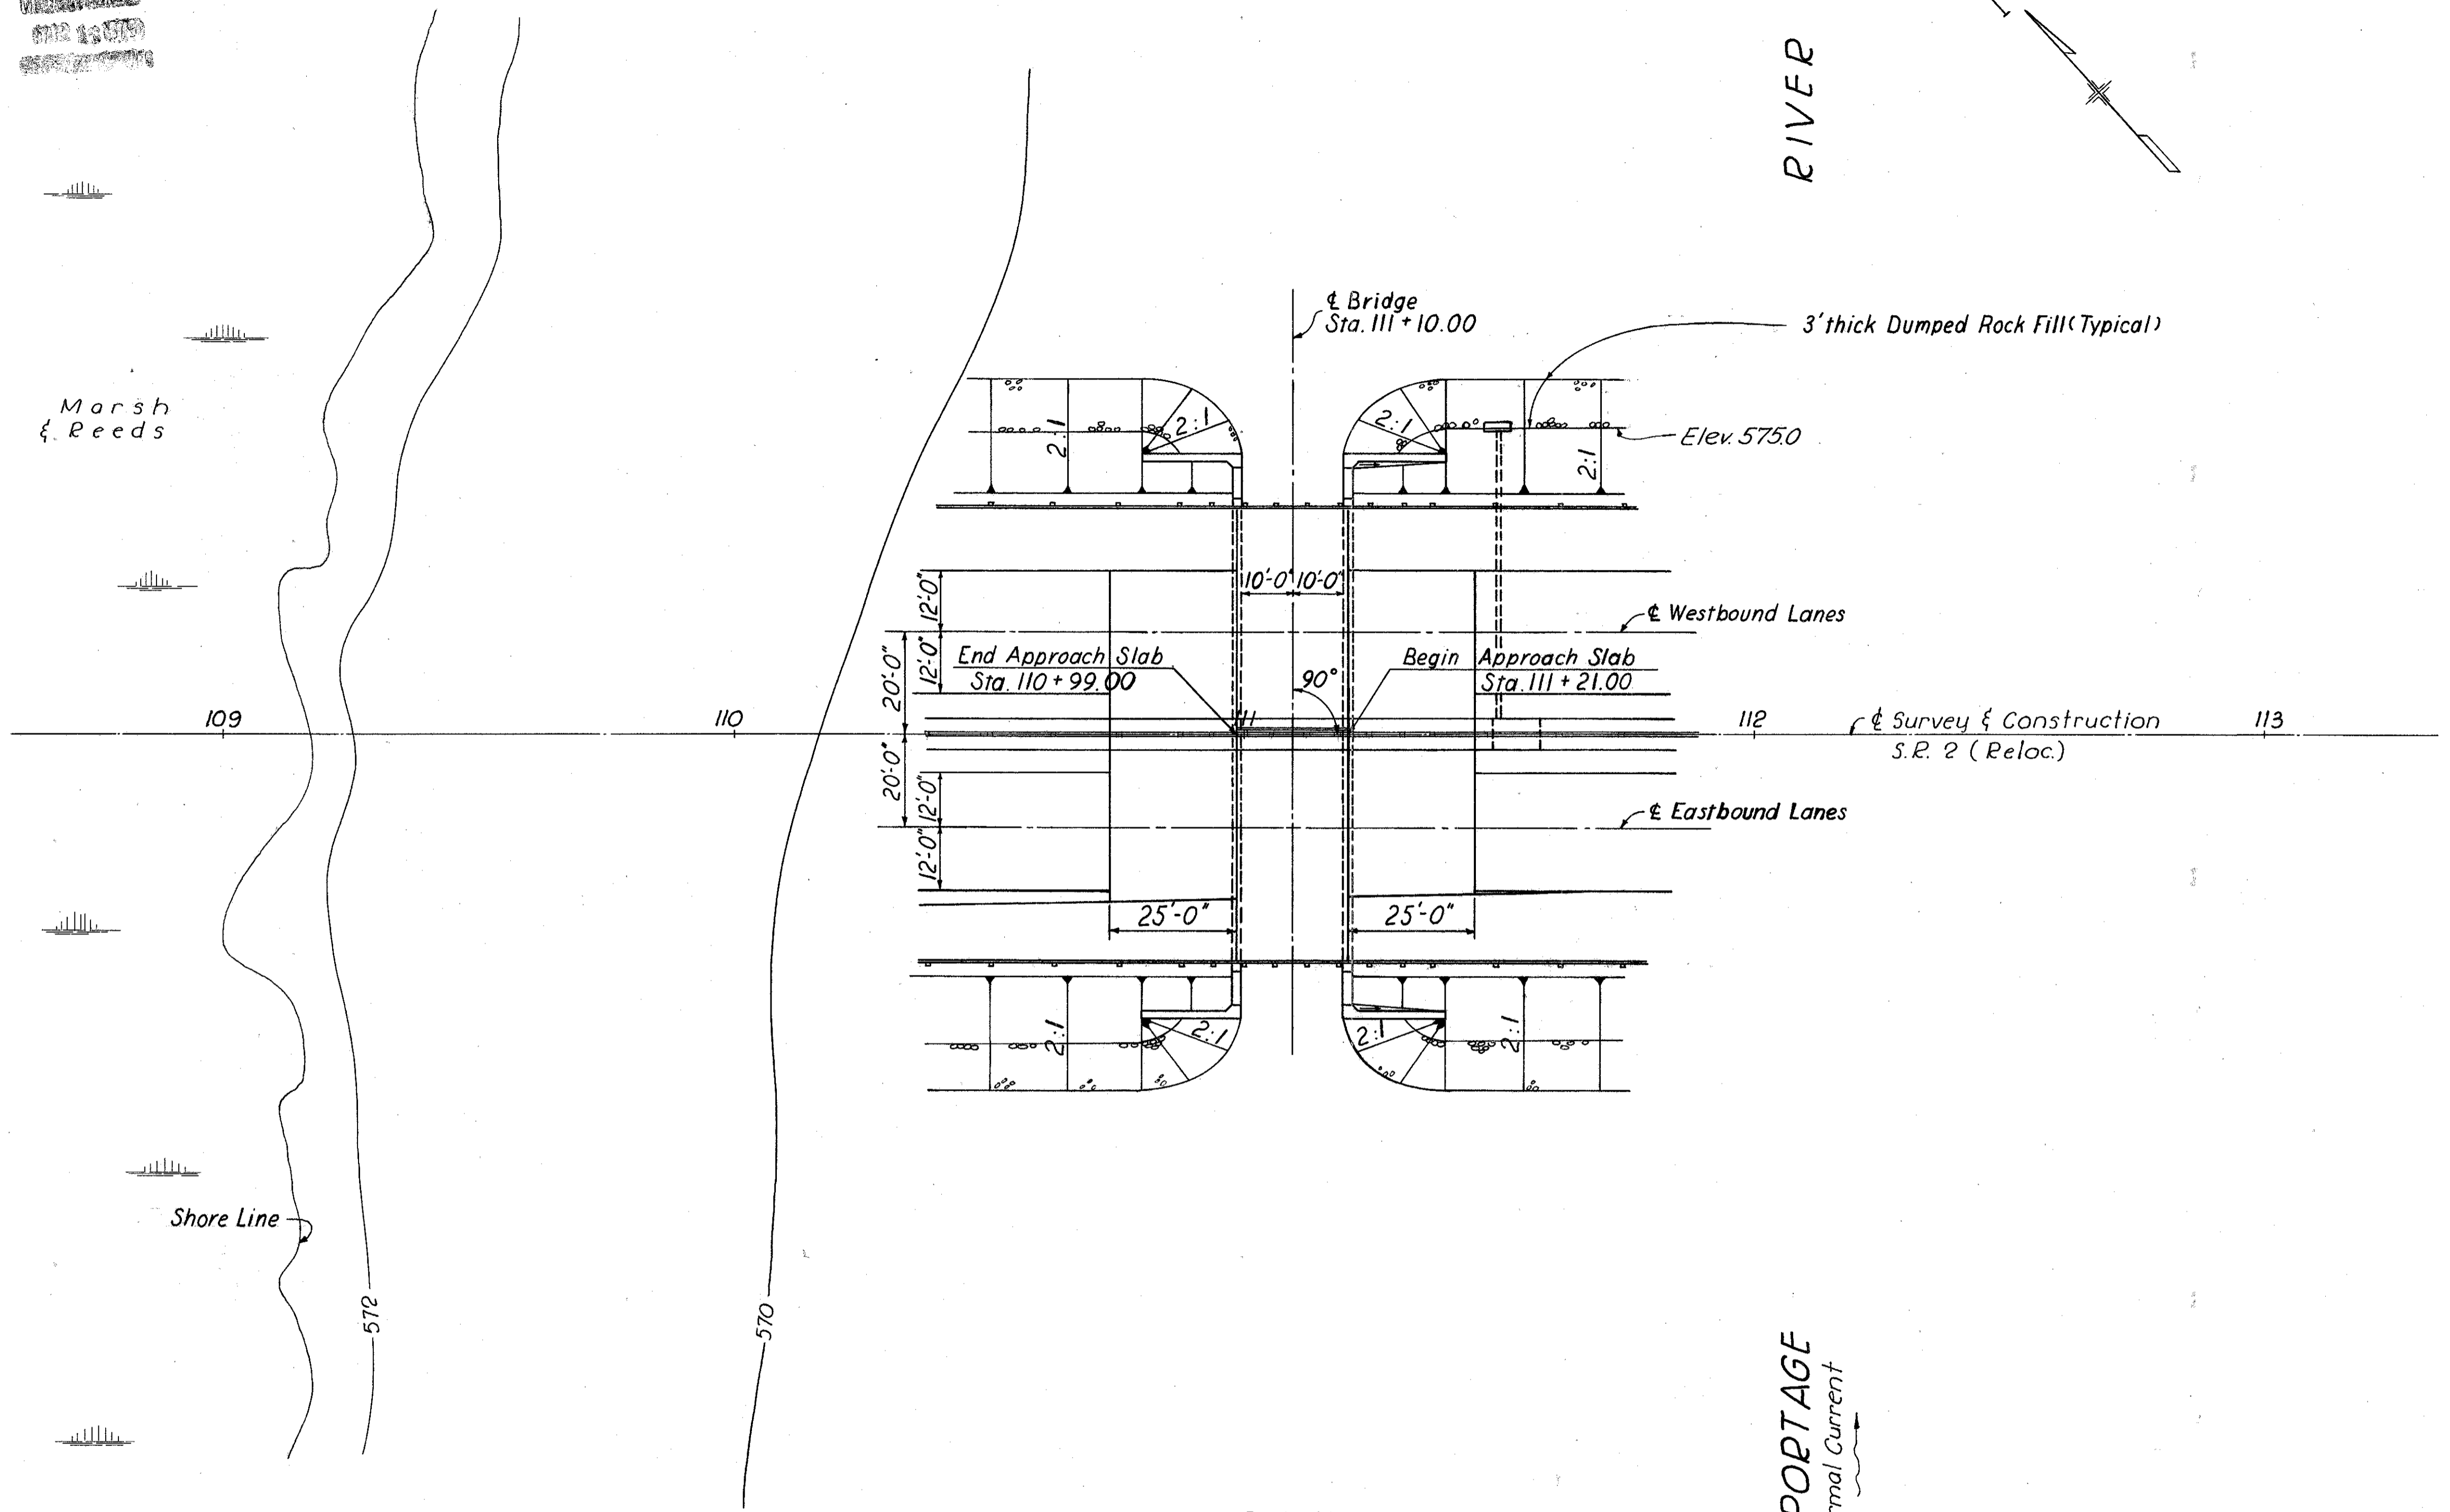 RIVER
℄ Bridge
Sta. 111 + 10.00
3' thick Dumped Rock Fill (Typical)
Marsh
& Reeds
2:1
2:1
2:1
2:1
Elev. 575.0
10'-0" 10'-0"
12'-0"
℄ Westbound Lanes
20'-0"
12'-0"
End Approach Slab
Sta. 110 + 99.00
90°
Begin Approach Slab
Sta. 111 + 21.00
109
110
111
112
℄ Survey & Construction
S.R. 2 (Reloc.)
113
20'-0"
12'-0"
℄ Eastbound Lanes
12'-0"
25'-0"
25'-0"
2:1
2:1
2:1
2:1
Shore Line
572
570
PORTAGE
rmal Current